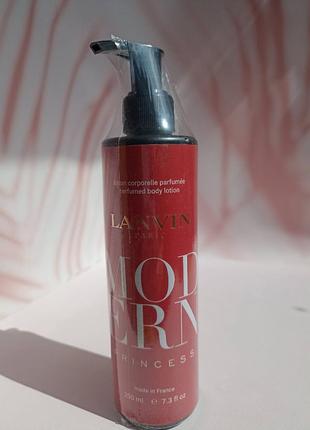 lotion corporelle parfumée
perfumed body lotion
LANVIN
PARIS
MOD
ERN
PRINCESS
made in France
250 ml ℮ 7.3 fl oz